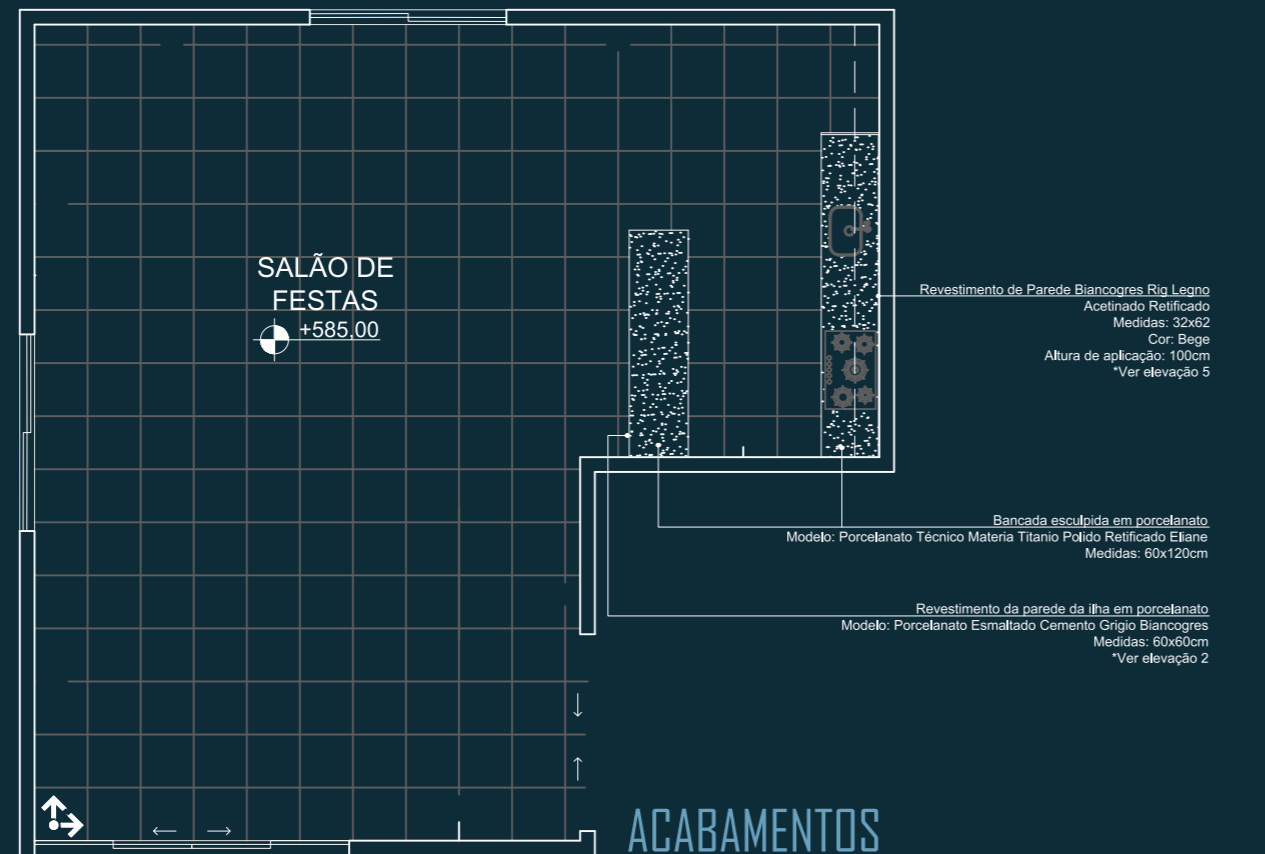 SALÃO DE
FESTAS
+585,00
Revestimento de Parede Biancogres Rig Legno
Acetinado Retificado
Medidas: 32x62
Cor: Bege
Altura de aplicação: 100cm
*Ver elevação 5
Bancada esculpida em porcelanato
Modelo: Porcelanato Técnico Materia Titanio Polido Retificado Eliane
Medidas: 60x120cm
Revestimento da parede da ilha em porcelanato
Modelo: Porcelanato Esmaltado Cemento Grigio Biancogres
Medidas: 60x60cm
*Ver elevação 2
ACABAMENTOS